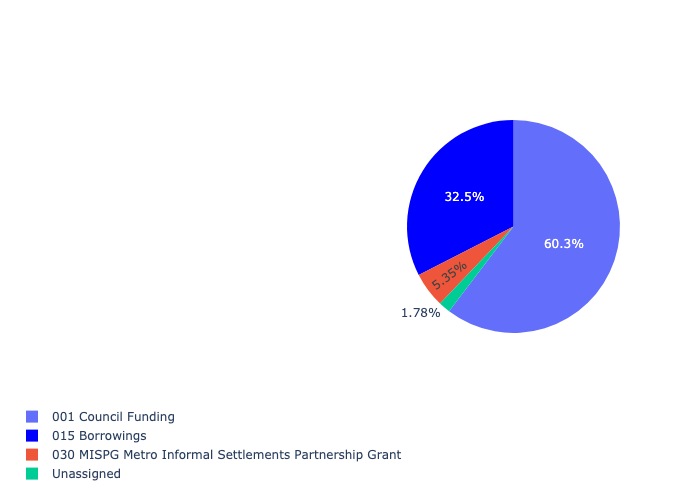 32.5%
60.3%
5.35%
1.78%
001 Council Funding
015 Borrowings
030 MISPG Metro Informal Settlements Partnership Grant
Unassigned